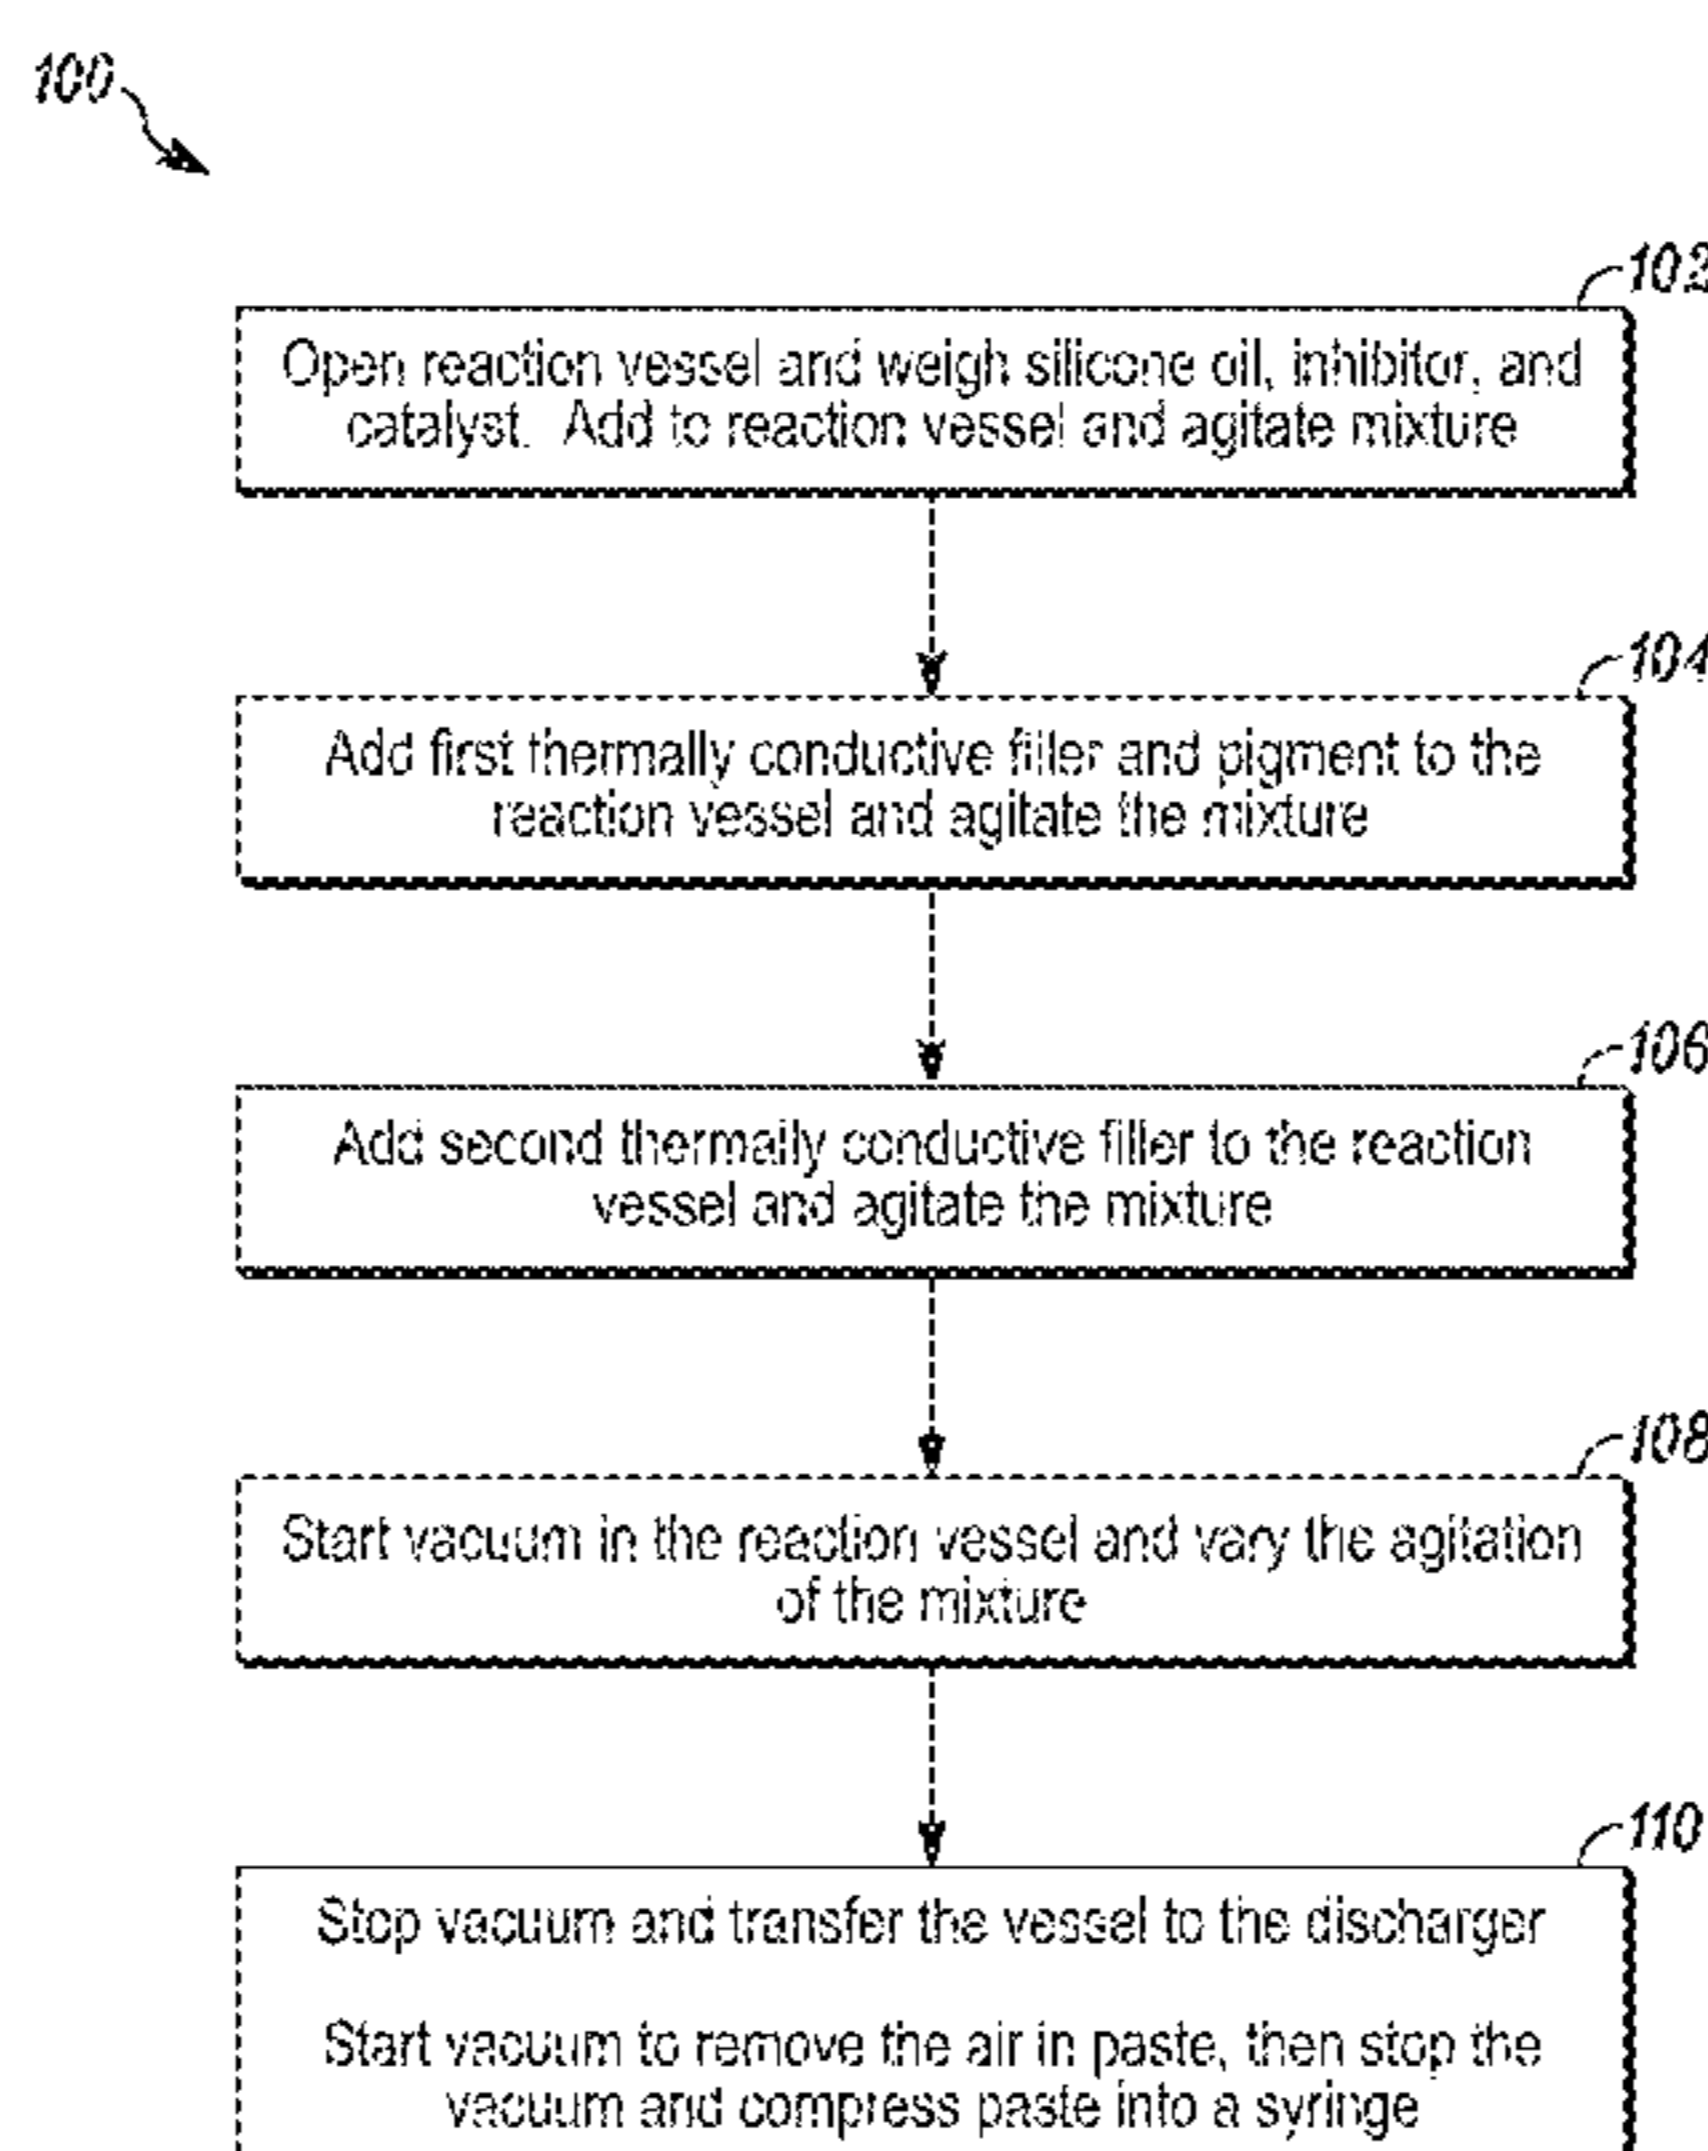 100
102
Open reaction vessel and weigh silicone oil, inhibitor, and
catalyst. Add to reaction vessel and agitate mixture
104
Add first thermally conductive filler and pigment to the
reaction vessel and agitate the mixture
106
Add second thermally conductive filler to the reaction
vessel and agitate the mixture
108
Start vacuum in the reaction vessel and vary the agitation
of the mixture
110
Stop vacuum and transfer the vessel to the discharger
Start vacuum to remove the air in paste, then stop the
vacuum and compress paste into a syringe